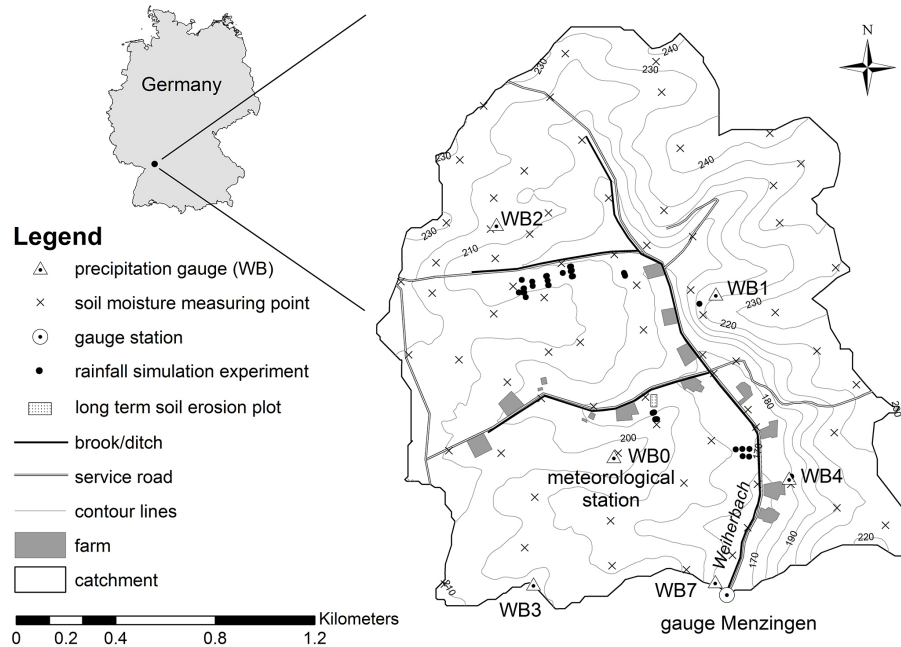 Germany
N
Legend
precipitation gauge (WB)
soil moisture measuring point
gauge station
rainfall simulation experiment
long term soil erosion plot
brook/ditch
service road
contour lines
farm
catchment
Kilometers
0 0.2 0.4 0.8 1.2
240
230
230
240
230
WB2
230
210
WB1
230
220
180
200
WB0
meteorological
station
170
WB4
Weiherbach
190
170
220
210
WB3
WB7
gauge Menzingen